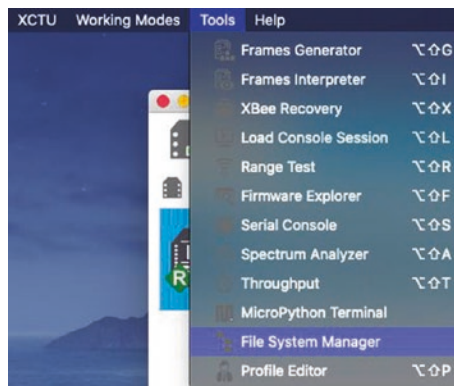 XCTU Working Modes Tools Help
Frames Generator ⌥⇧G
Frames Interpreter ⌥⇧I
XBee Recovery ⌥⇧X
Load Console Session ⌥⇧L
Range Test ⌥⇧R
Firmware Explorer ⌥⇧F
Serial Console ⌥⇧S
Spectrum Analyzer ⌥⇧A
Throughput ⌥⇧T
MicroPython Terminal
File System Manager
Profile Editor ⌥⇧P
R